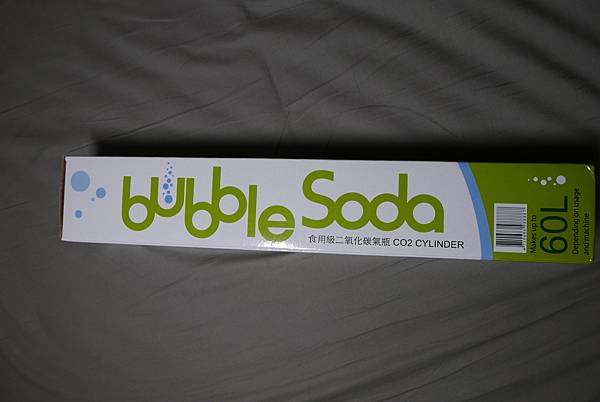 bubble Soda
食用級二氧化碳氣瓶 CO2 CYLINDER
Makes up to
60L
Depending on usage
and machine